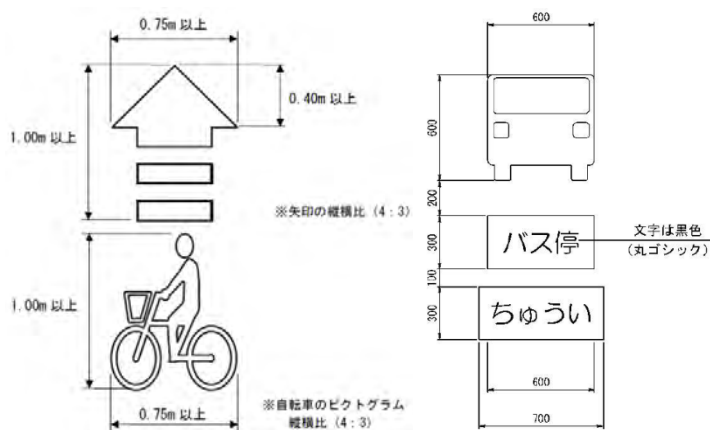 0.75m 以上
0.40m 以上
1.00m 以上
※矢印の縦横比（4：3）
1.00m 以上
0.75m 以上
※自転車のピクトグラム
縦横比（4：3）
600
600
200
300
バス停
文字は黒色
（丸ゴシック）
100
300
ちゅうい
600
700